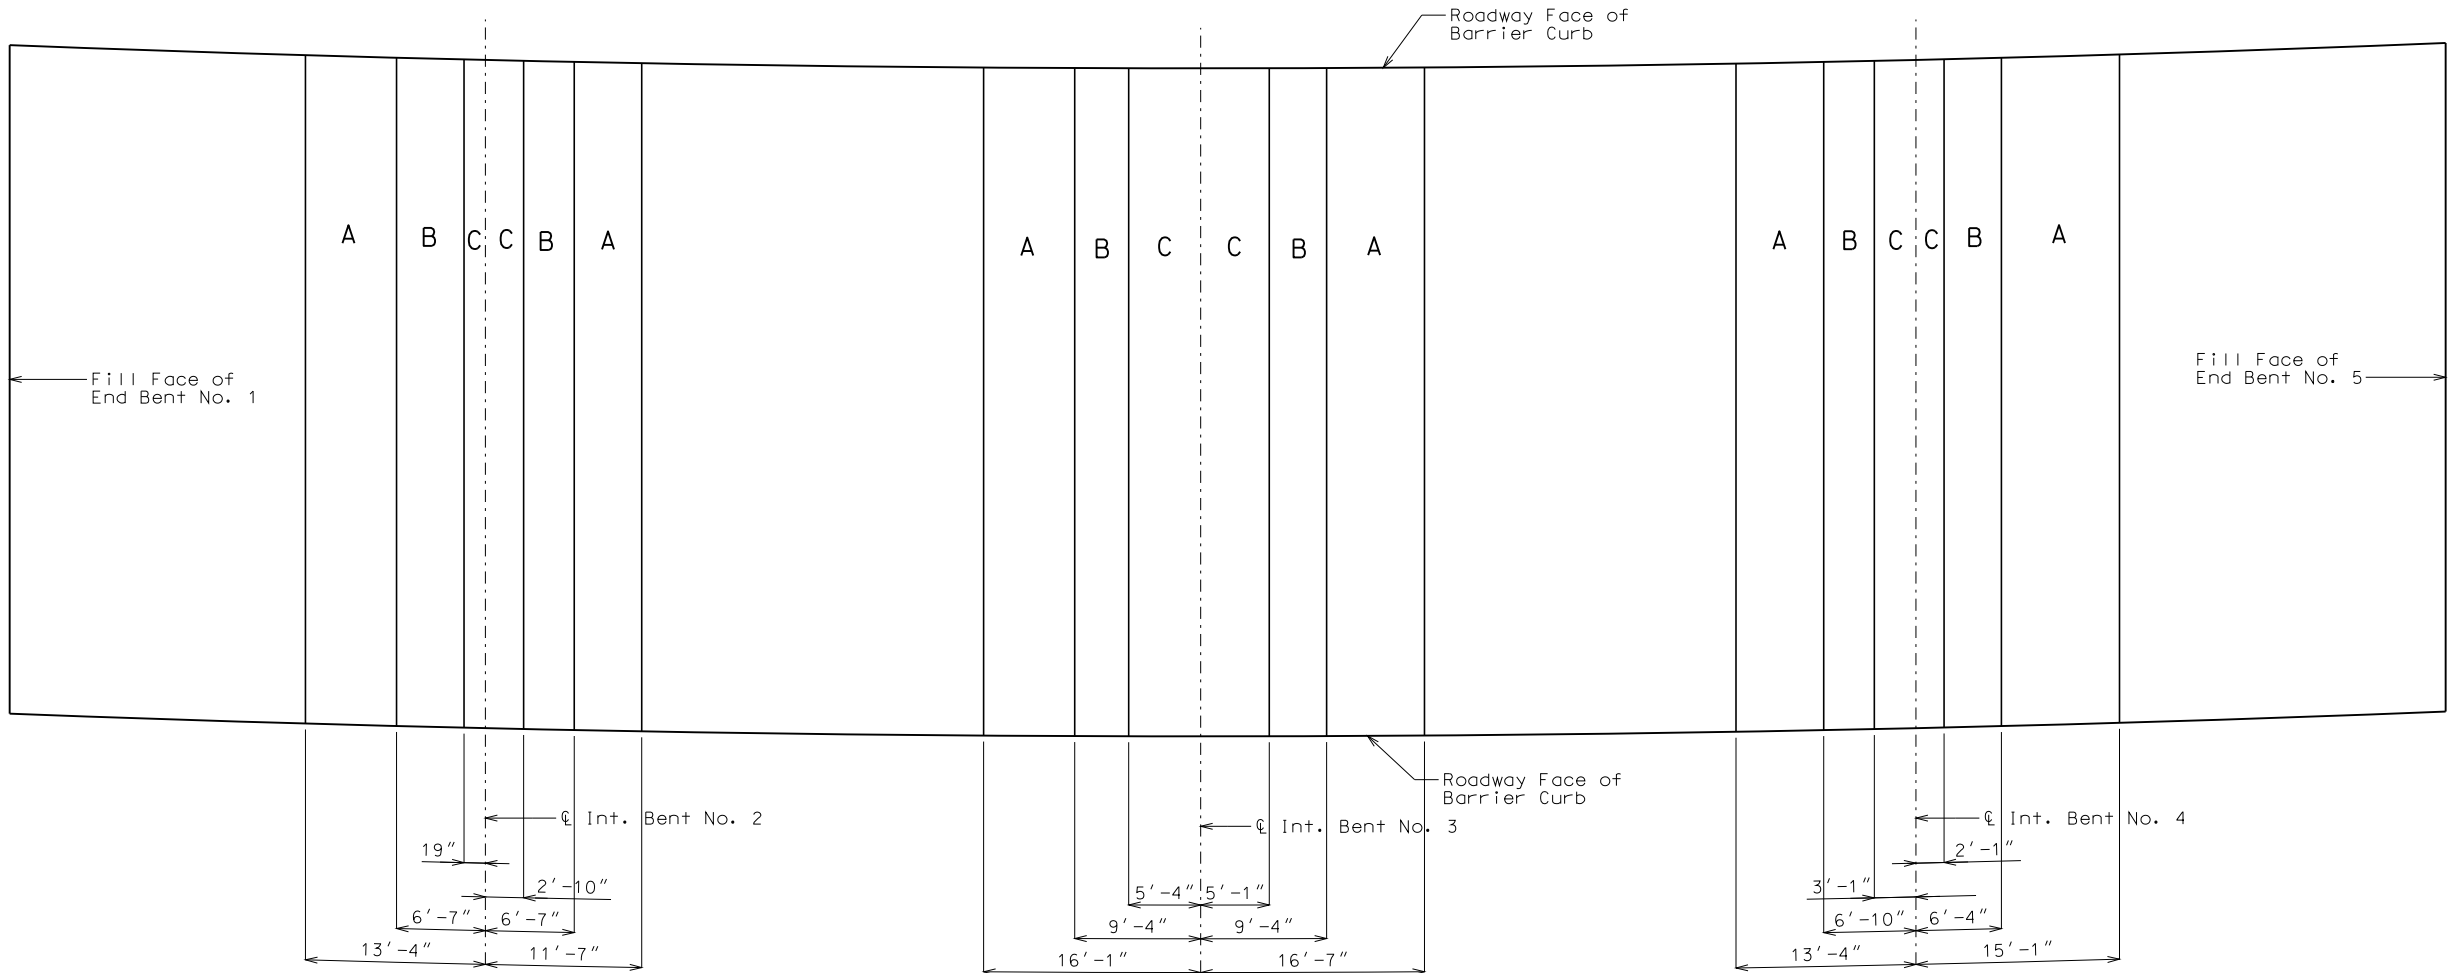 Roadway Face of
Barrier Curb
A B C C B A A B C C B A A B C C B A
Fill Face of
End Bent No. 1
Fill Face of
End Bent No. 5
Roadway Face of
Barrier Curb
℄ Int. Bent No. 2
℄ Int. Bent No. 3
℄ Int. Bent No. 4
19" 2'-1"
2'-10" 5'-4" 5'-1" 3'-1"
6'-7" 6'-7" 9'-4" 9'-4" 6'-10" 6'-4"
13'-4" 11'-7" 16'-1" 16'-7" 13'-4" 15'-1"